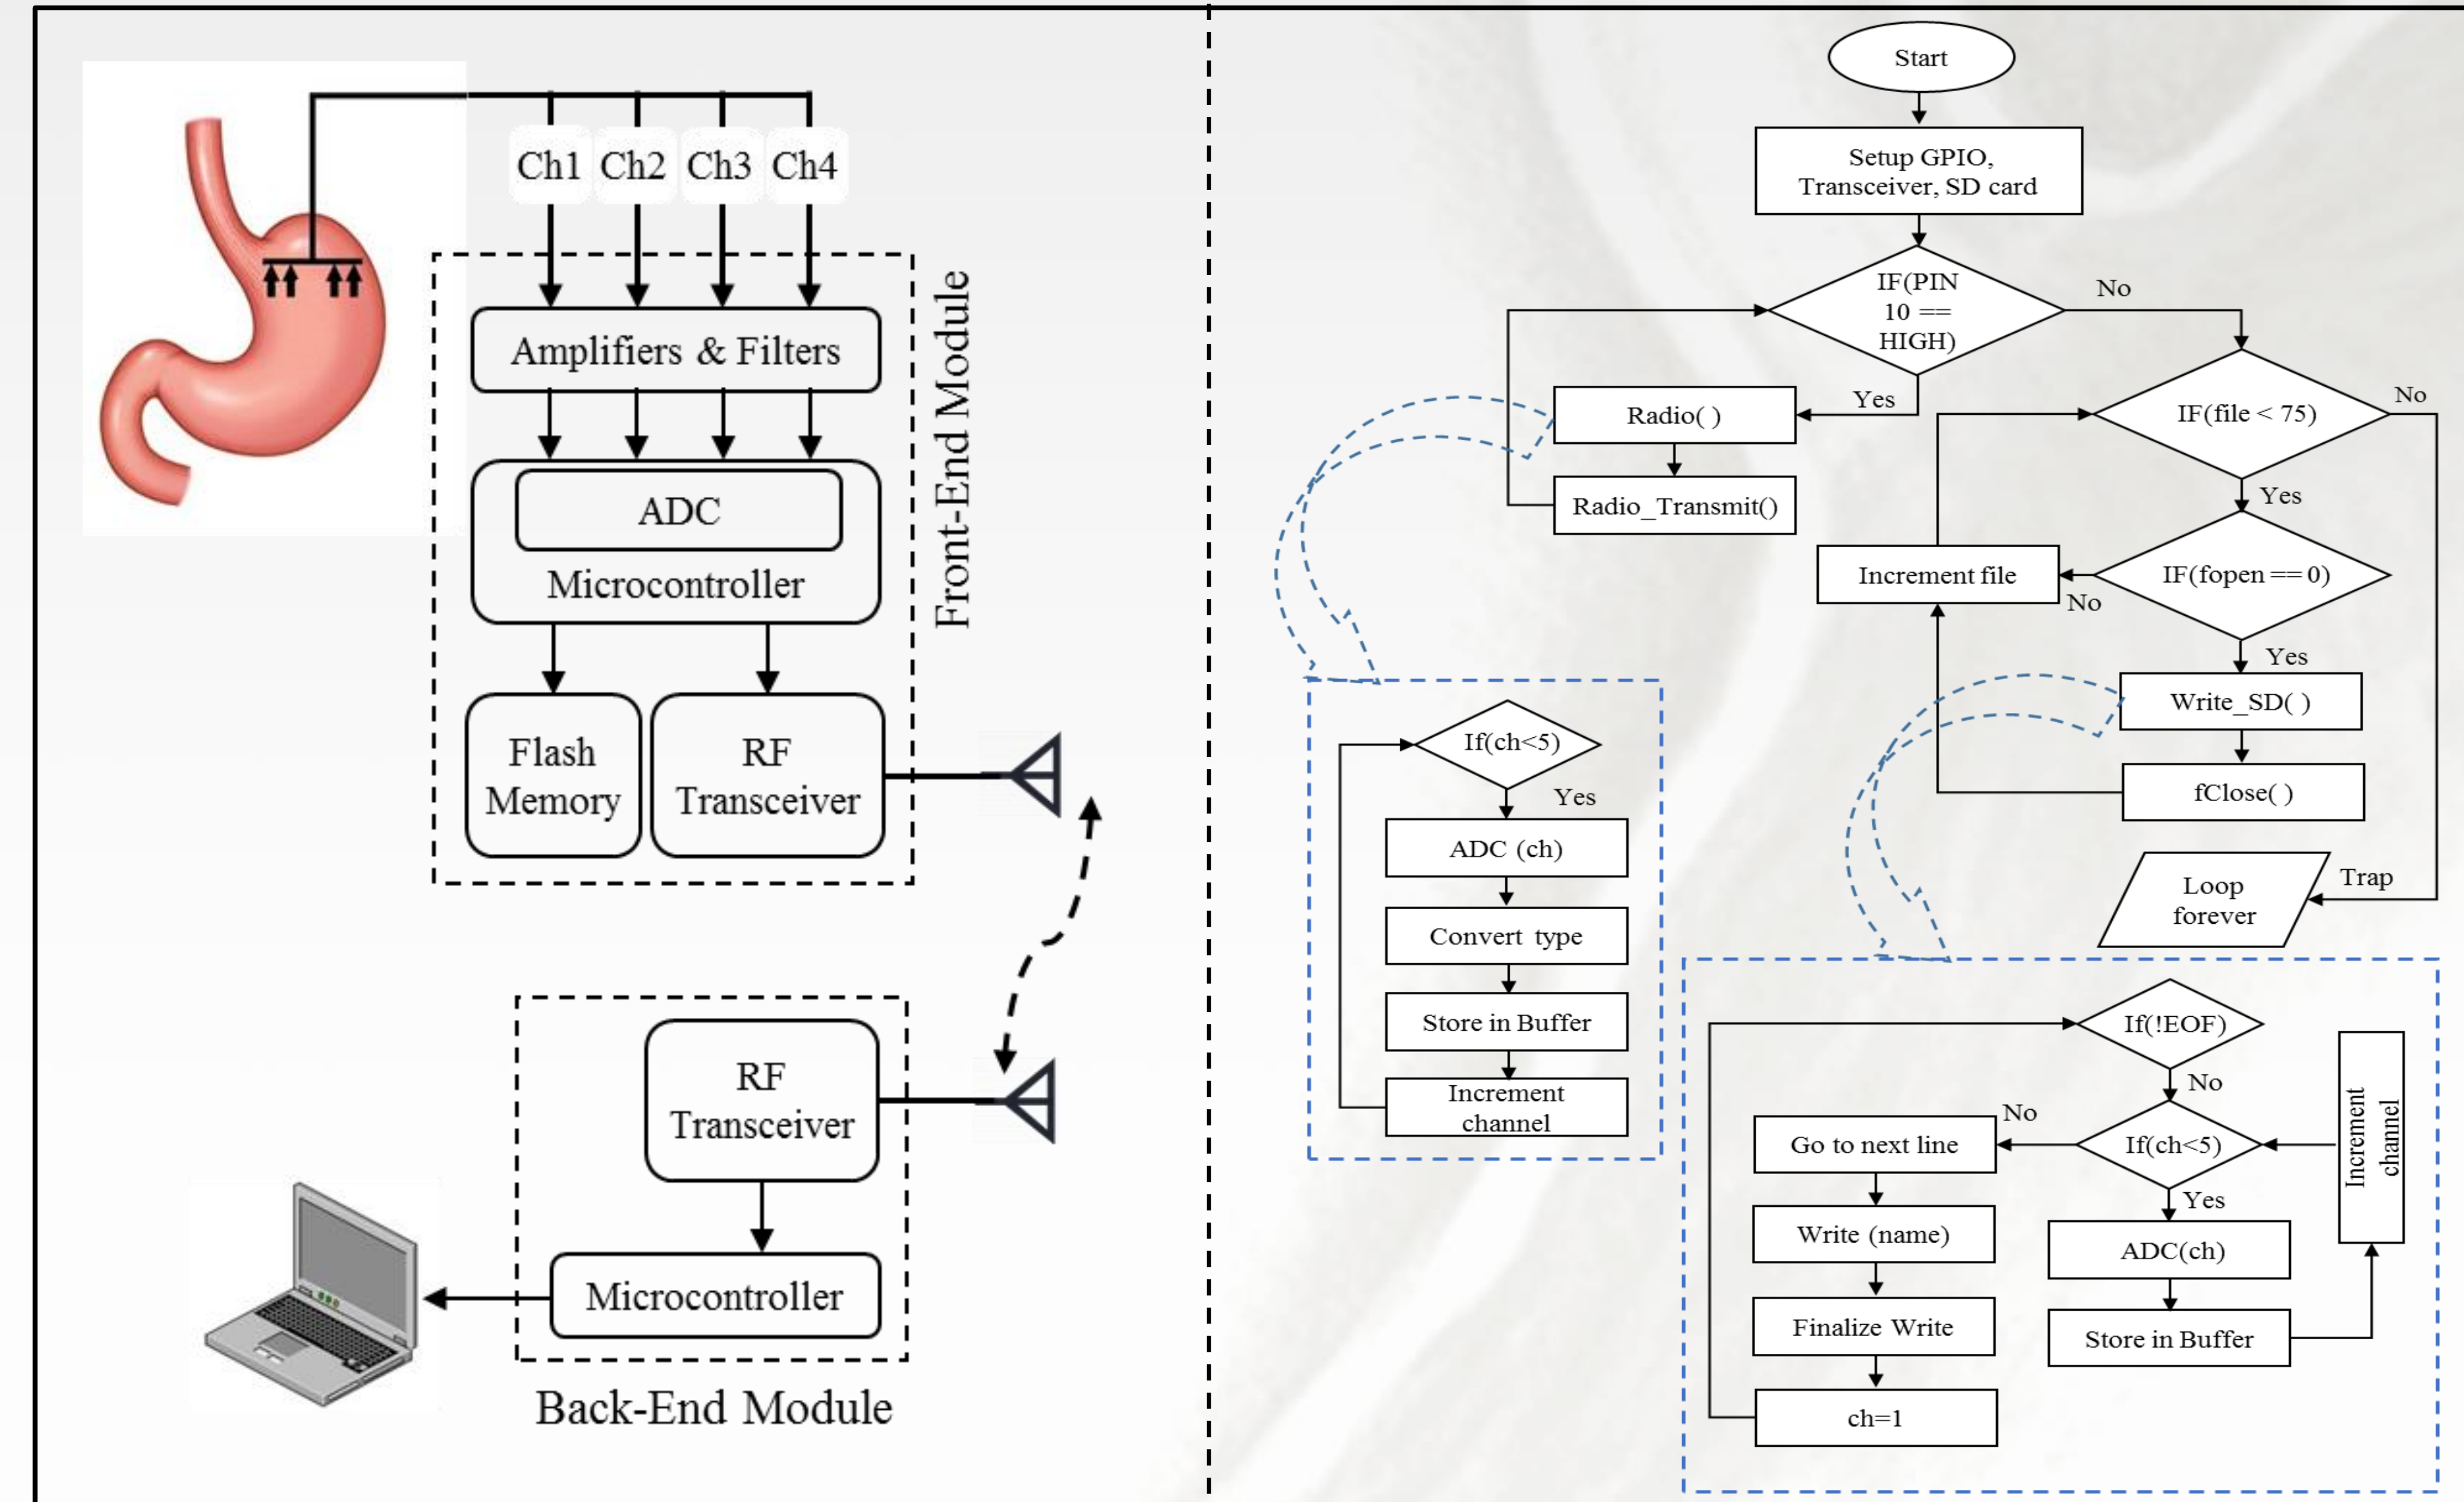 Ch1 Ch2 Ch3 Ch4
Amplifiers & Filters
ADC
Microcontroller
Flash
Memory
RF
Transceiver
Front-End Module
RF
Transceiver
Microcontroller
Back-End Module
Start
Setup GPIO,
Transceiver, SD card
IF(PIN
10 ==
HIGH)
No
Yes
Radio( )
Radio_Transmit()
IF(file < 75)
No
Yes
IF(fopen == 0)
No
Increment file
Yes
Write_SD( )
fClose( )
Trap
Loop
forever
If(ch<5)
Yes
ADC (ch)
Convert type
Store in Buffer
Increment
channel
If(!EOF)
No
If(ch<5)
No
Go to next line
Write (name)
Finalize Write
ch=1
Yes
ADC(ch)
Store in Buffer
Increment
channel